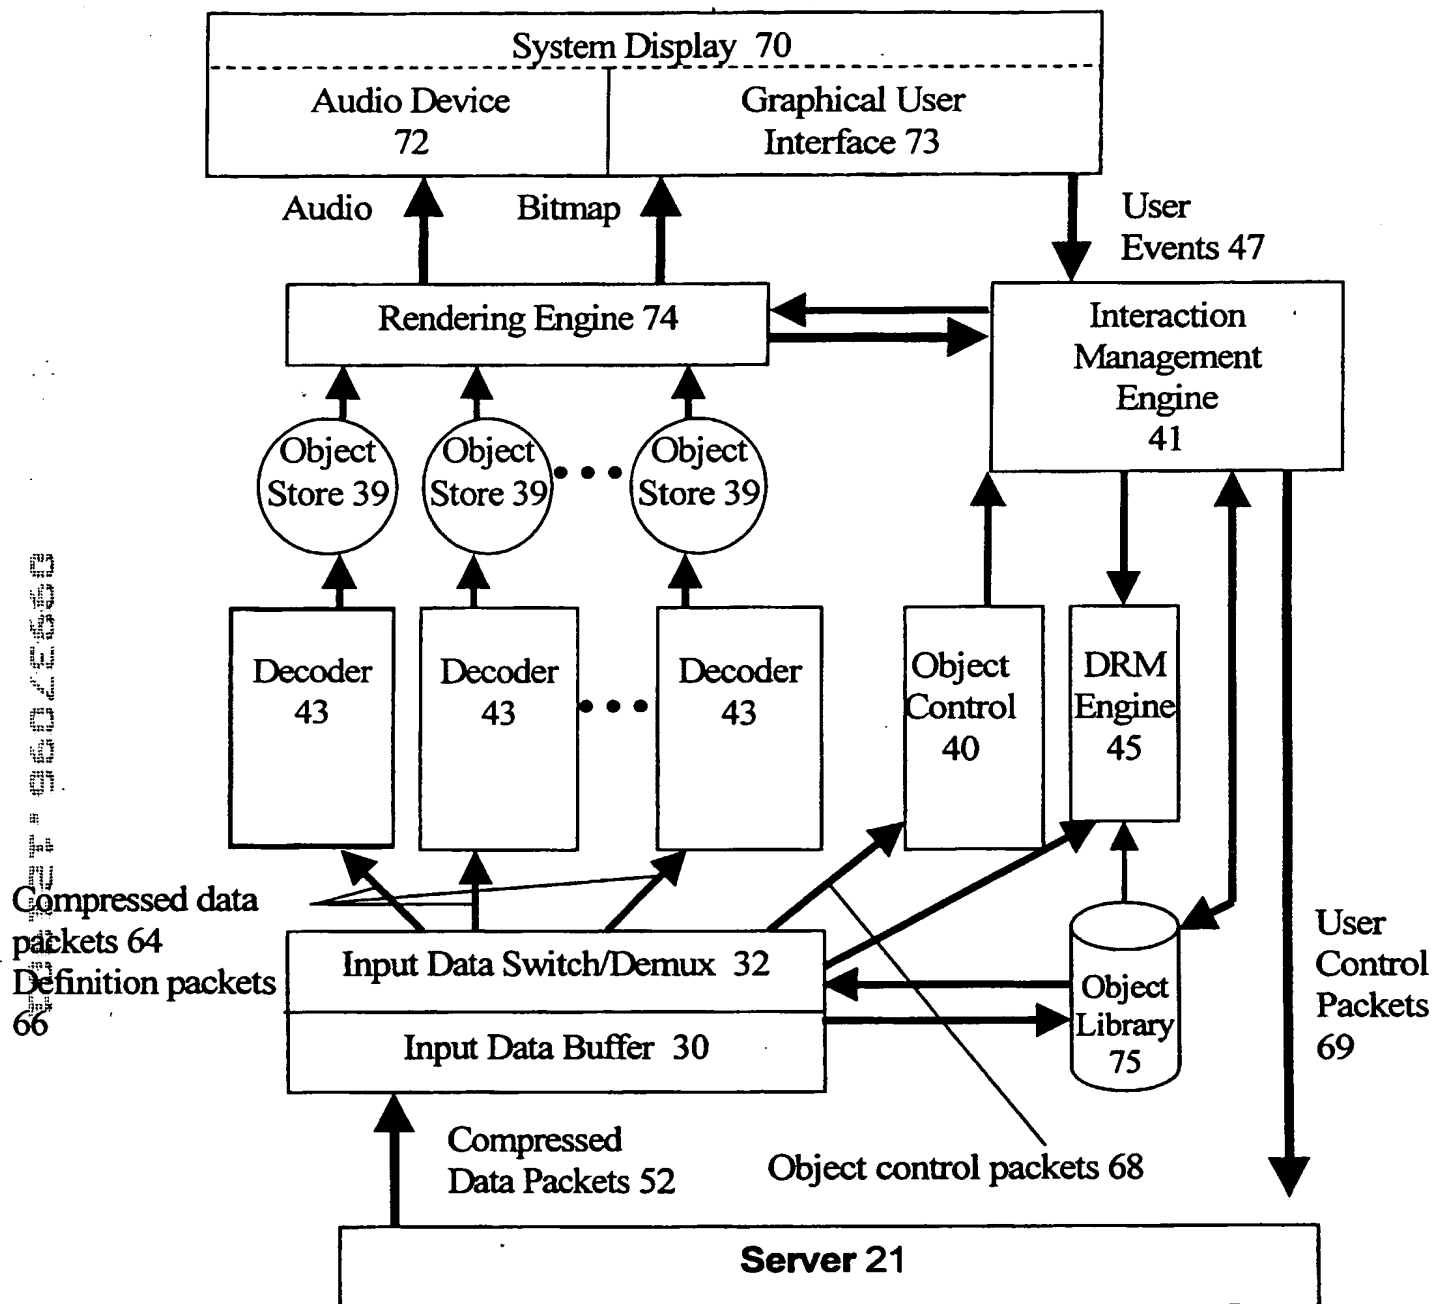 System Display 70
Audio Device
72
Graphical User
Interface 73
Audio
Bitmap
User
Events 47
Rendering Engine 74
Interaction
Management
Engine
41
Object
Store 39
Object
Store 39
Object
Store 39
Decoder
43
Decoder
43
Decoder
43
Object
Control
40
DRM
Engine
45
Compressed data
packets 64
Definition packets
66
Input Data Switch/Demux 32
Input Data Buffer 30
Object
Library
75
User
Control
Packets
69
Compressed
Data Packets 52
Object control packets 68
Server 21